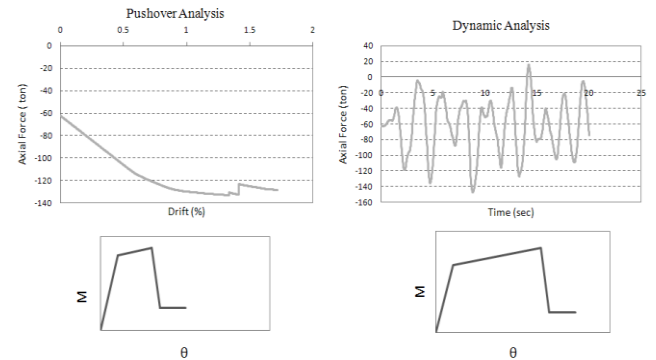 Pushover Analysis
0 0.5 1 1.5 2
0
-20
-40
-60
-80
-100
-120
-140
Axial Force ( ton)
Drift (%)
M
θ
Dynamic Analysis
40
20
0
-20
-40
-60
-80
-100
-120
-140
-160
0 5 10 15 20 25
Axial Force (ton)
Time (sec)
M
θ